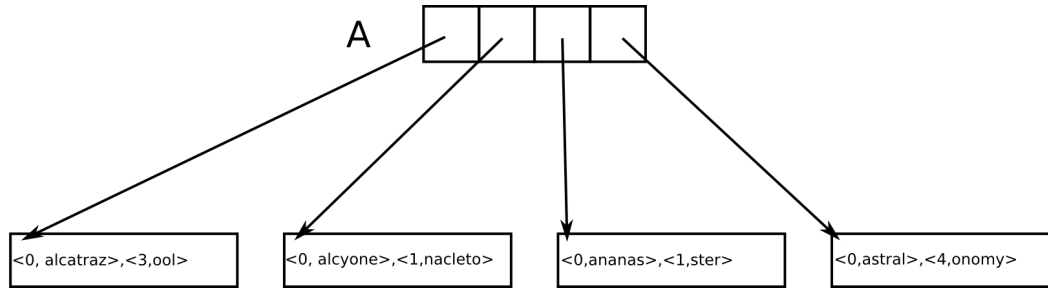 A
<0, alcatraz>,<3,ool>
<0, alcyone>,<1,nacleto>
<0,ananas>,<1,ster>
<0,astral>,<4,onomy>